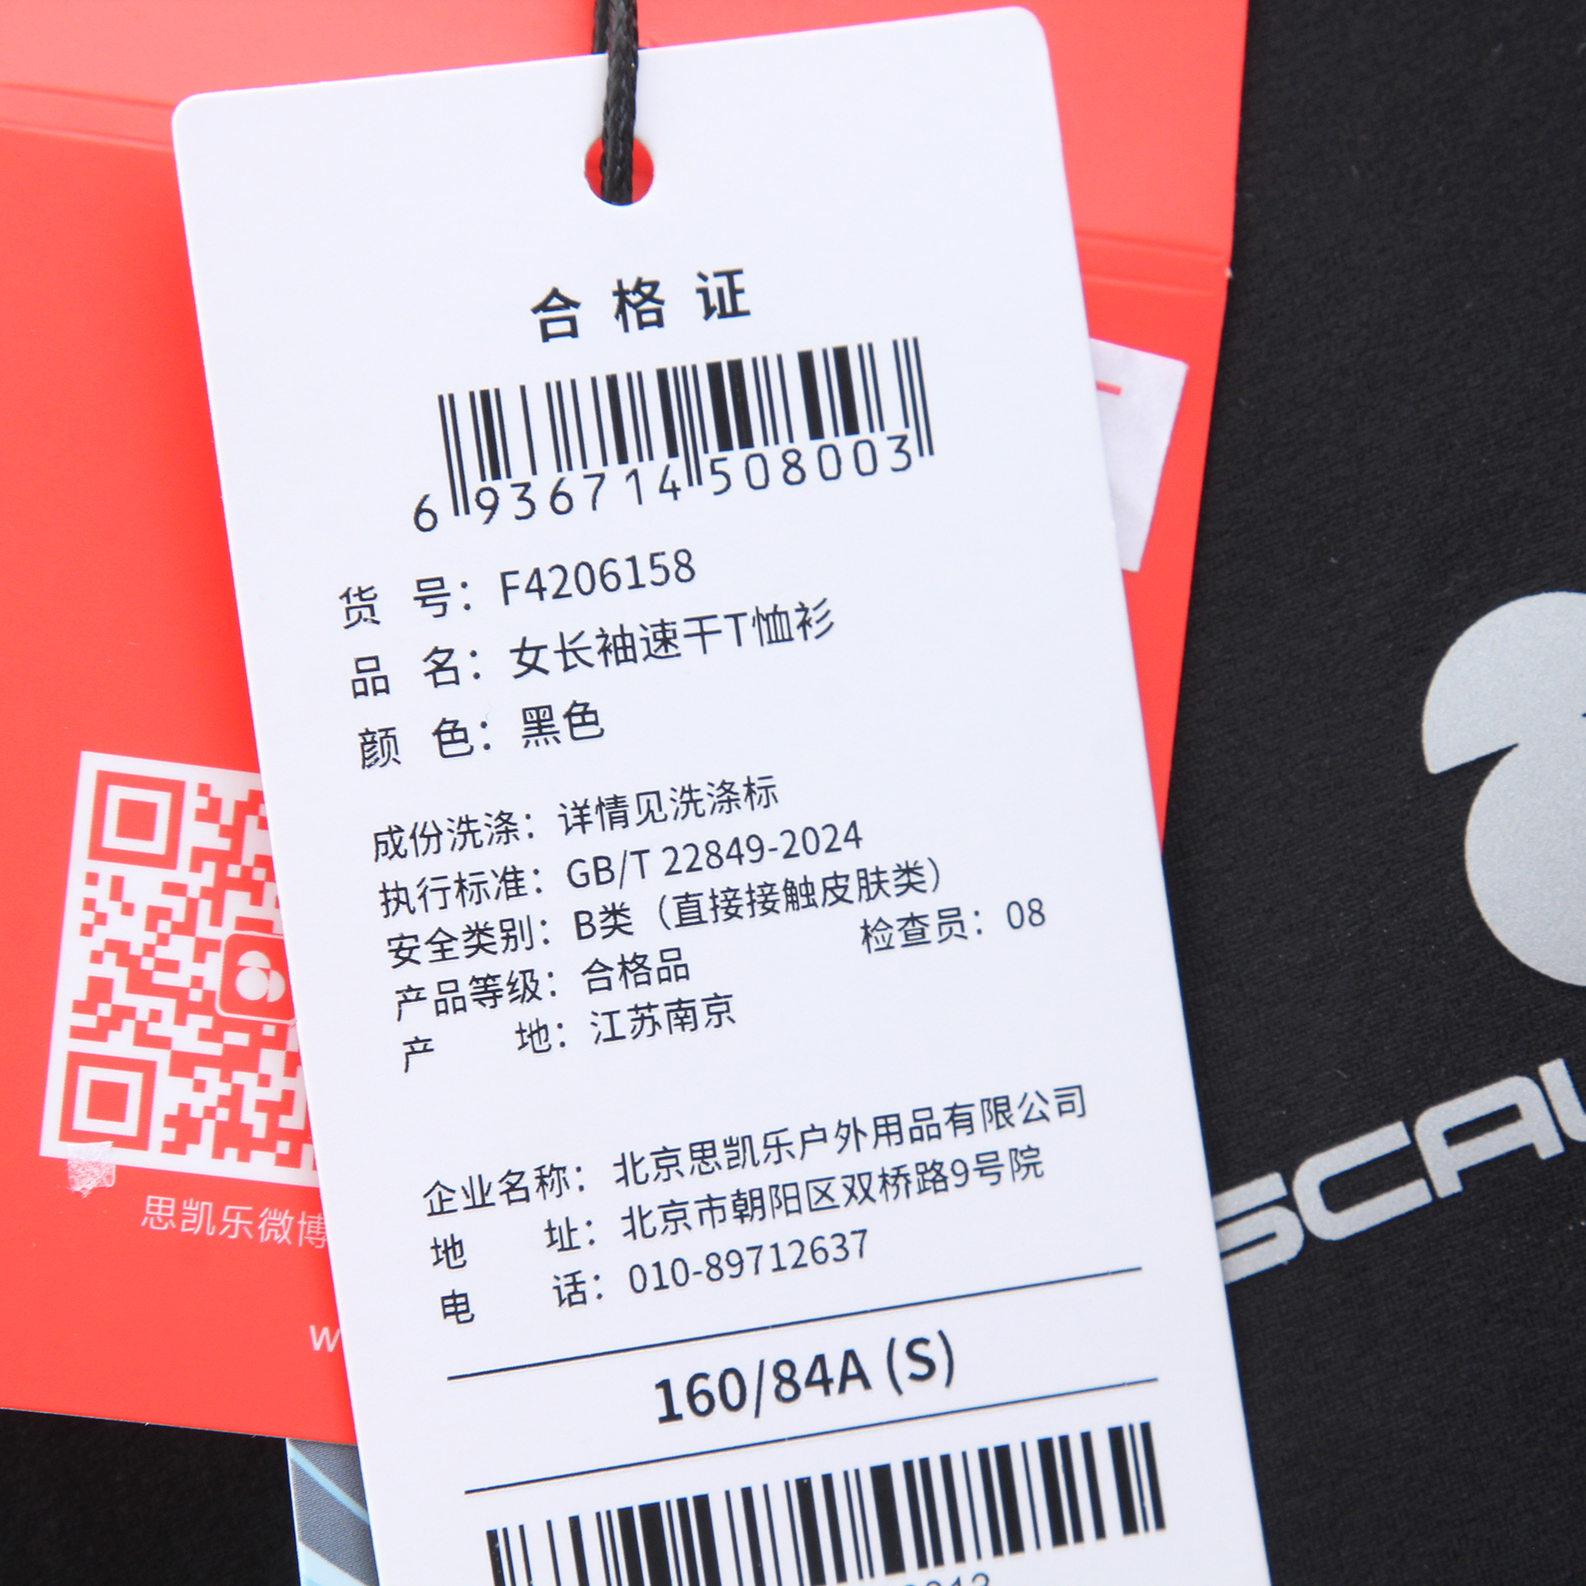 合格证
6 936714 508003
货 号：F4206158
品 名：女长袖速干T恤衫
颜 色：黑色
成份洗涤：详情见洗涤标
执行标准：GB/T 22849-2024
安全类别：B类（直接接触皮肤类）
产品等级：合格品 检查员：08
产 地：江苏南京
企业名称：北京思凯乐户外用品有限公司
地 址：北京市朝阳区双桥路9号院
电 话：010-89712637
160/84A (S)
思凯乐微博
w
SCA